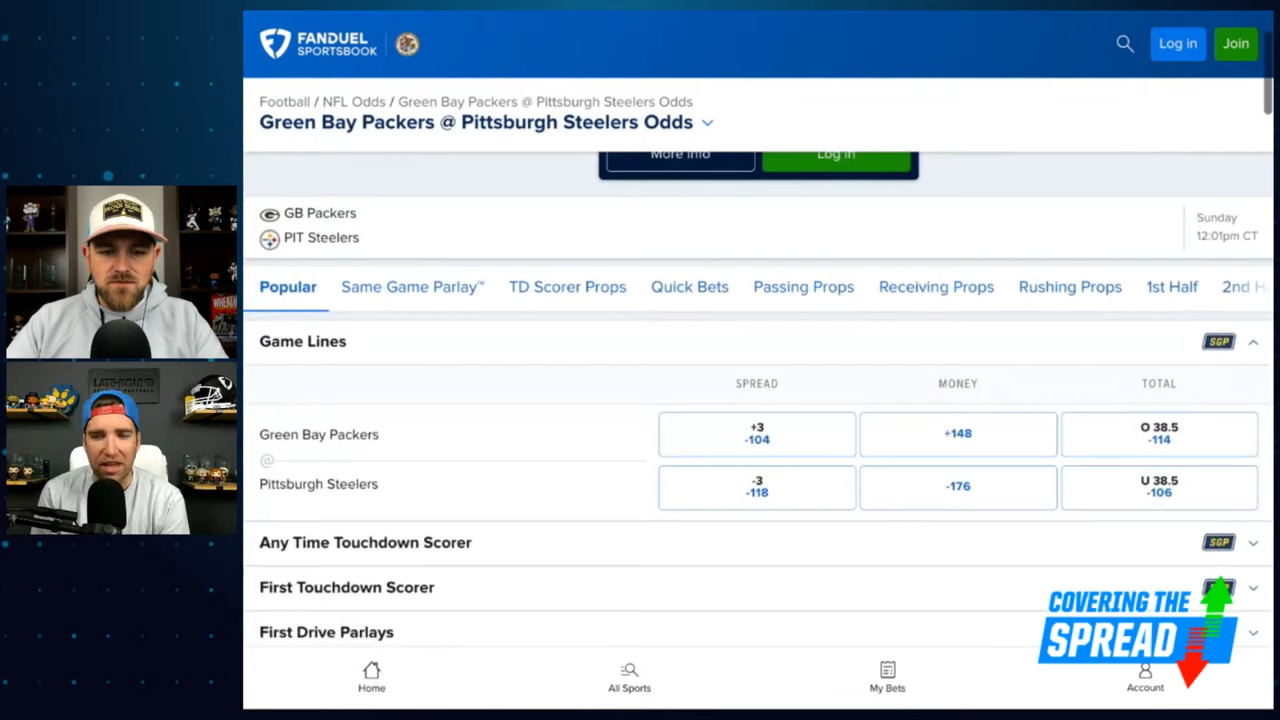 FANDUEL
SPORTSBOOK
Log in
Join
Football / NFL Odds / Green Bay Packers @ Pittsburgh Steelers Odds
Green Bay Packers @ Pittsburgh Steelers Odds
More info
Log in
GB Packers
PIT Steelers
Sunday
12:01pm CT
Popular
Same Game Parlay™
TD Scorer Props
Quick Bets
Passing Props
Receiving Props
Rushing Props
1st Half
2nd H
Game Lines
SGP
SPREAD
MONEY
TOTAL
Green Bay Packers
+3
-104
+148
O 38.5
-114
@
Pittsburgh Steelers
-3
-118
-176
U 38.5
-106
Any Time Touchdown Scorer
SGP
First Touchdown Scorer
First Drive Parlays
COVERING THE
SPREAD
Home
All Sports
My Bets
Account
LATE-ROUND